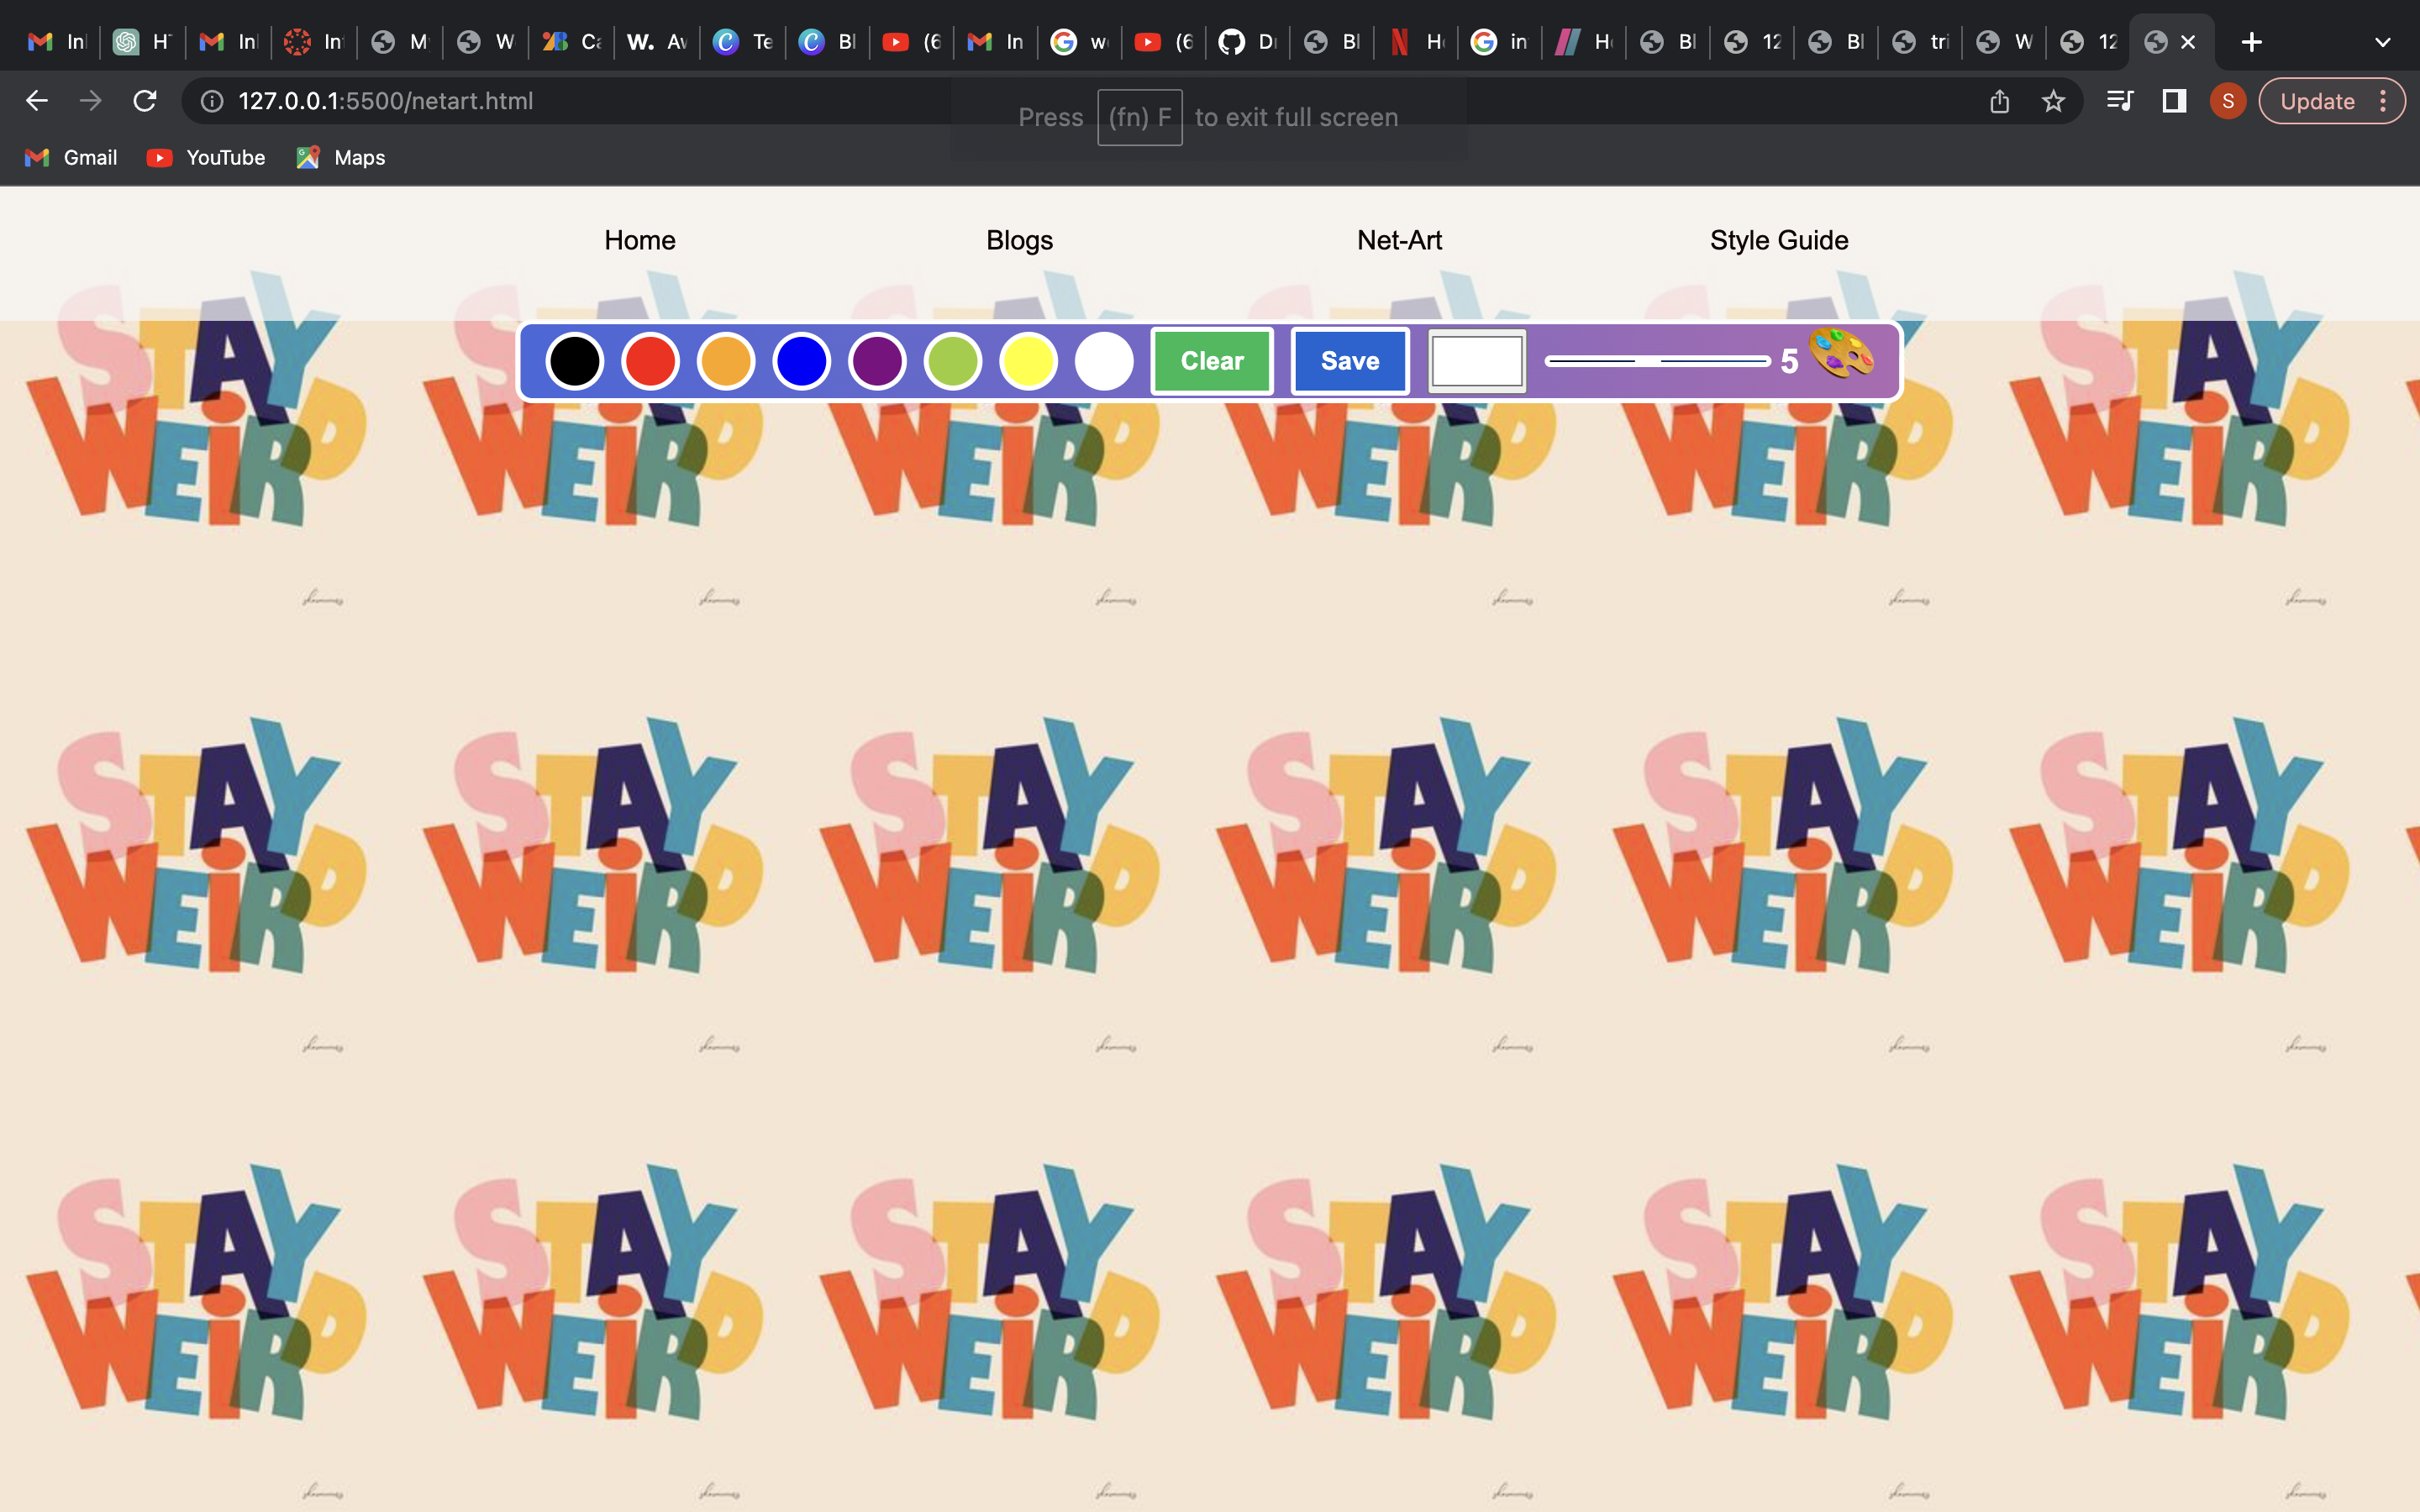 In
H
In
In
M
W
Ca
W. Aw
Te
Bl
(6
In
G w
(6
D
Bl
N H
G in
H
Bl
12
Bl
tri
W
12
127.0.0.1:5500/netart.html
S
Update
Press (fn) F to exit full screen
Gmail YouTube Maps
Home Blogs Net-Art Style Guide
Clear Save 5
STAY STAY STAY STAY STAY STAY
WEIRD WEIRD WEIRD WEIRD WEIRD WEIRD
STAY STAY STAY STAY STAY STAY
WEIRD WEIRD WEIRD WEIRD WEIRD WEIRD
STAY STAY STAY STAY STAY STAY
WEIRD WEIRD WEIRD WEIRD WEIRD WEIRD